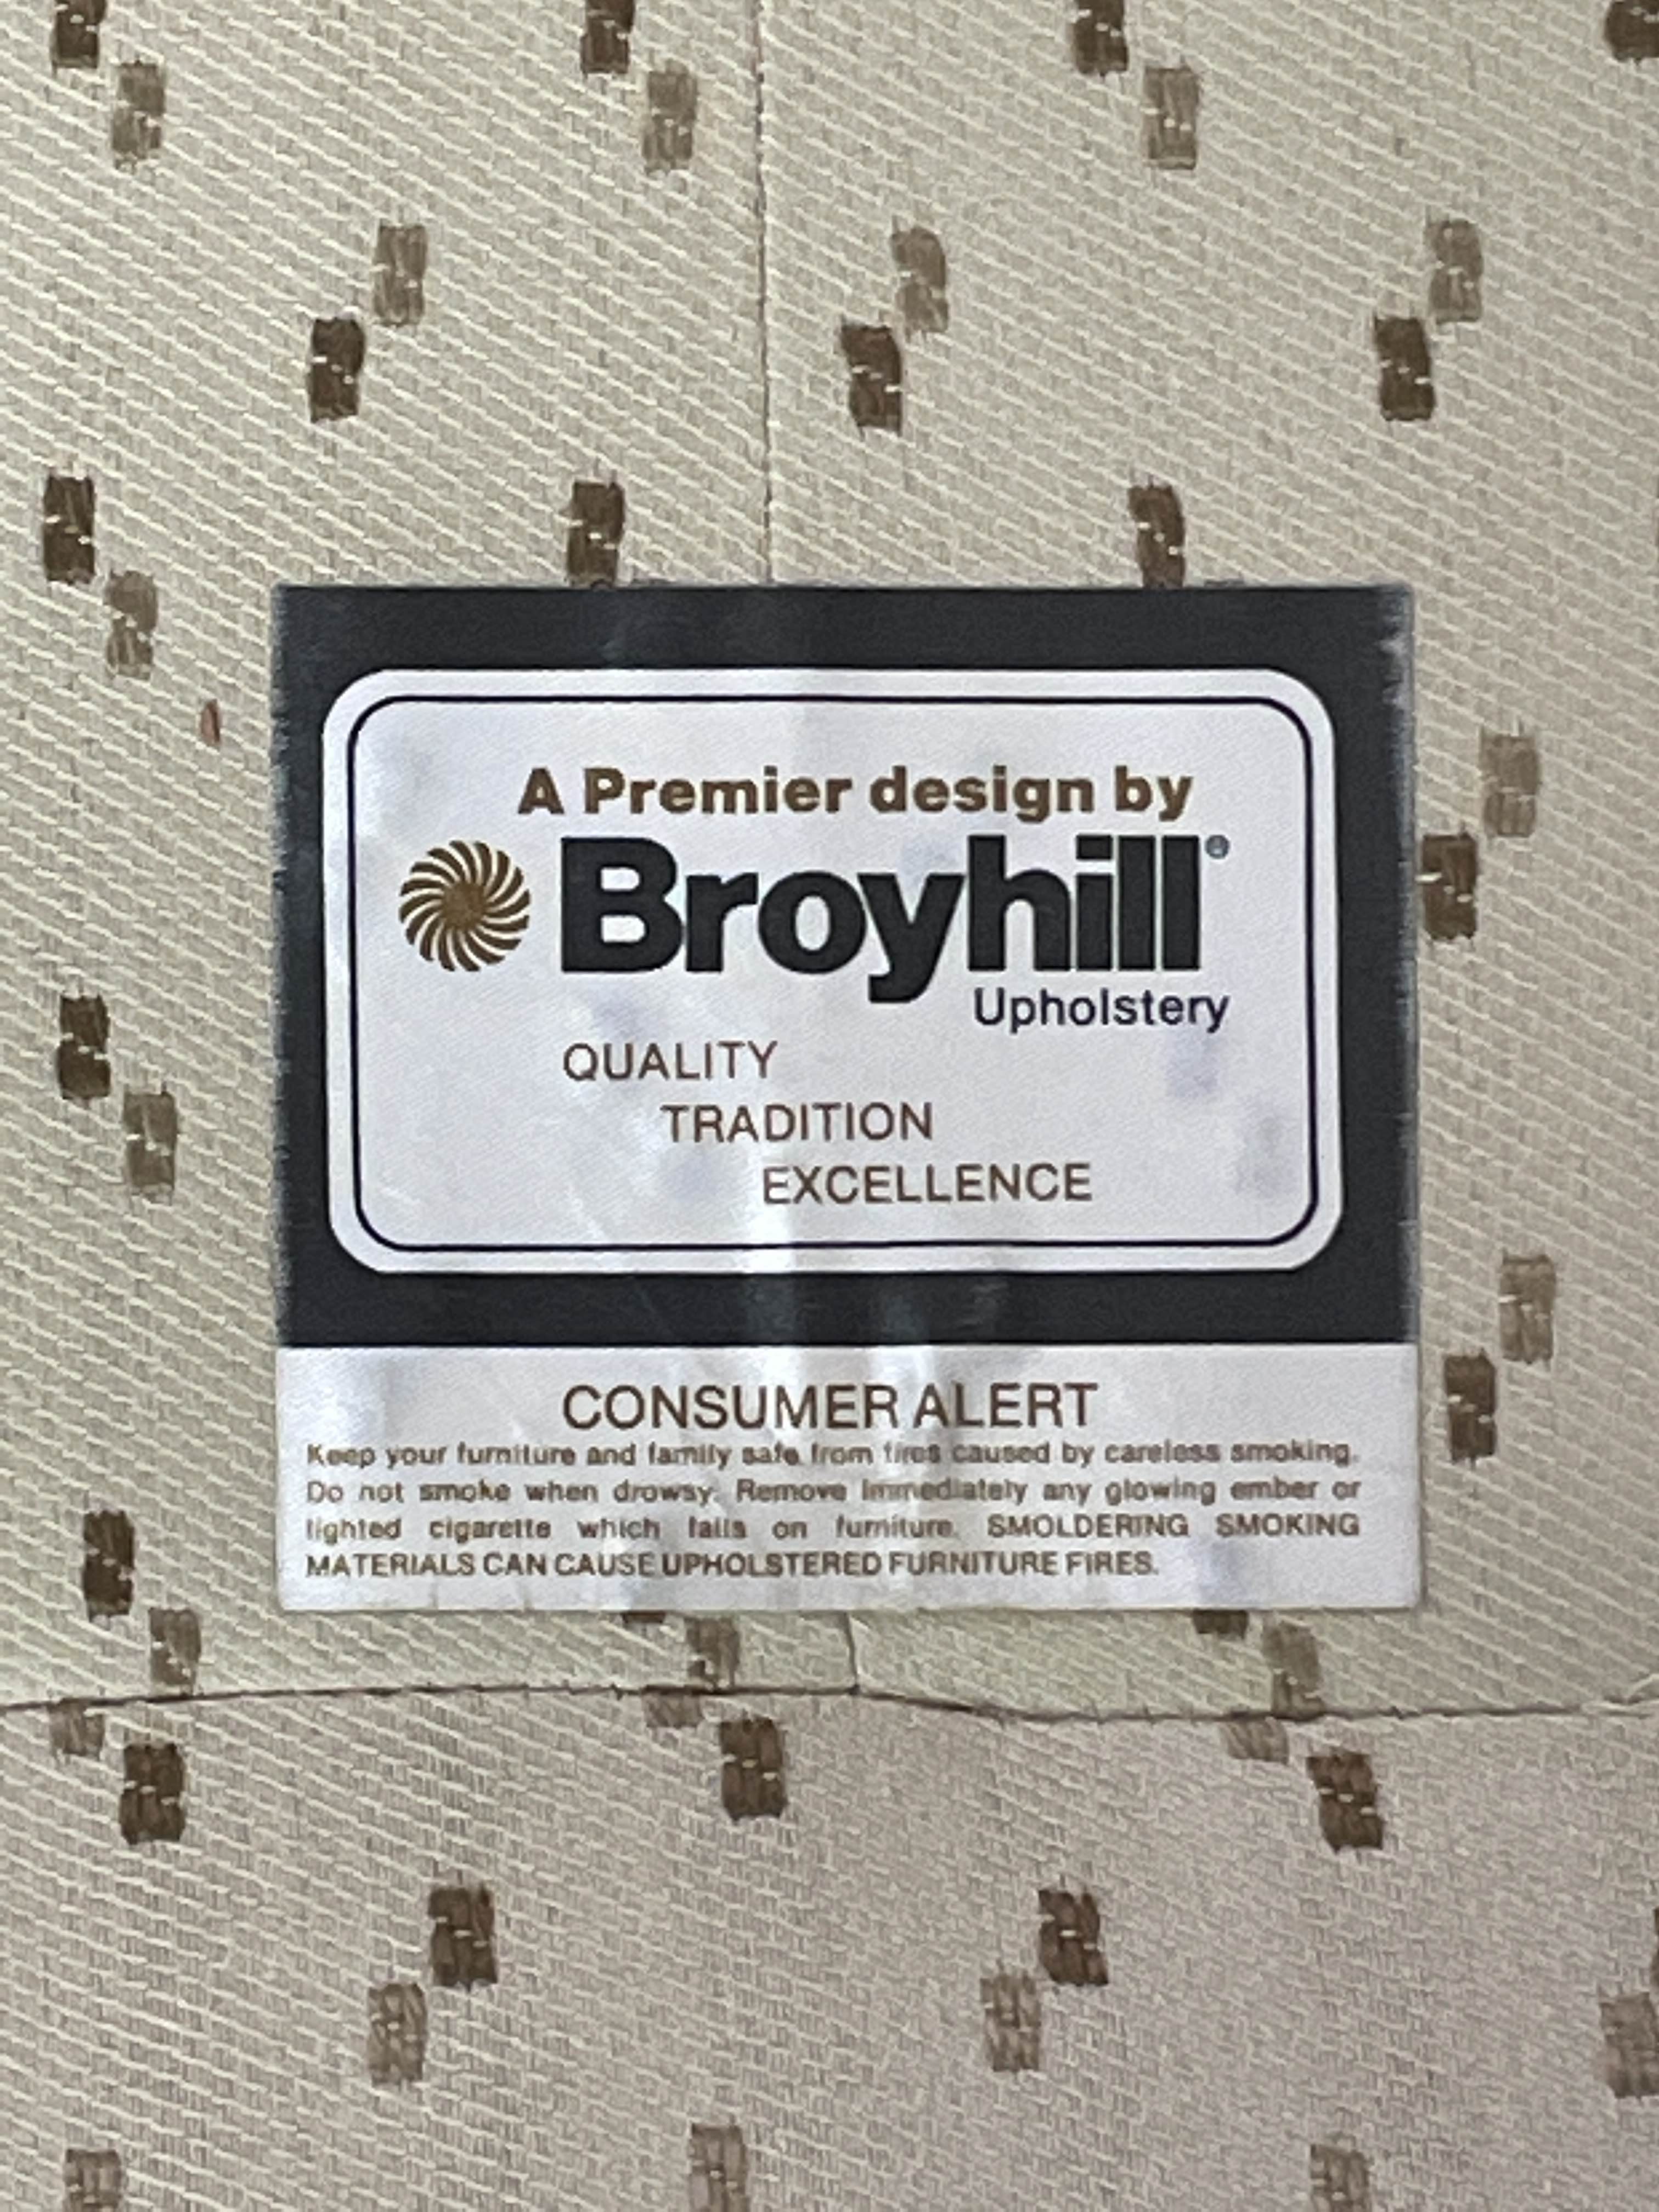 A Premier design by
Broyhill®
Upholstery
QUALITY
TRADITION
EXCELLENCE
CONSUMER ALERT
Keep your furniture and family safe from fires caused by careless smoking.
Do not smoke when drowsy. Remove immediately any glowing ember or
lighted cigarette which falls on furniture. SMOLDERING SMOKING
MATERIALS CAN CAUSE UPHOLSTERED FURNITURE FIRES.